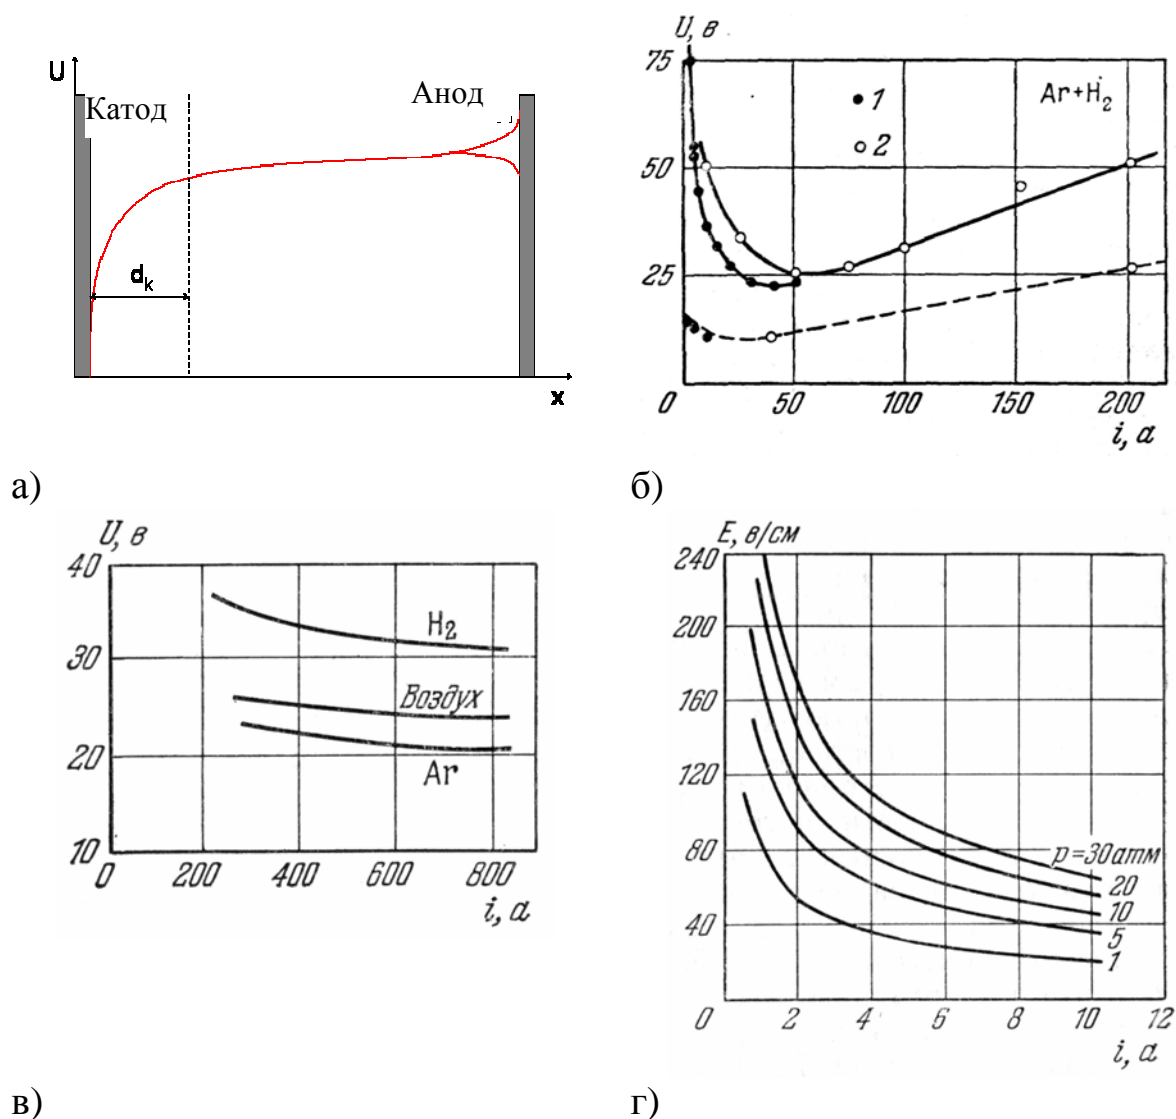 U
Катод
Анод
d_k
x
а)
U, в
75
50
25
0
50
100
150
200
i, а
1
2
Ar+H₂
б)
U, в
40
30
20
10
0
200
400
600
800
i, а
H₂
Воздух
Ar
в)
E, в/см
240
200
160
120
80
40
0
2
4
6
8
10
12
i, а
p=30атм
20
10
5
1
г)